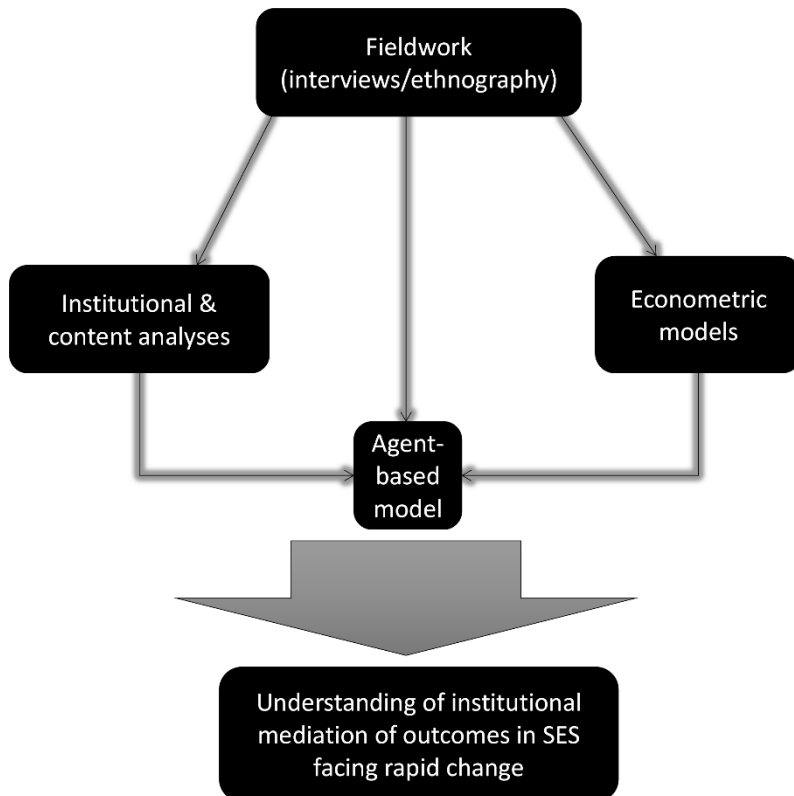 Fieldwork
(interviews/ethnography)
Institutional &
content analyses
Econometric
models
Agent-
based
model
Understanding of institutional
mediation of outcomes in SES
facing rapid change